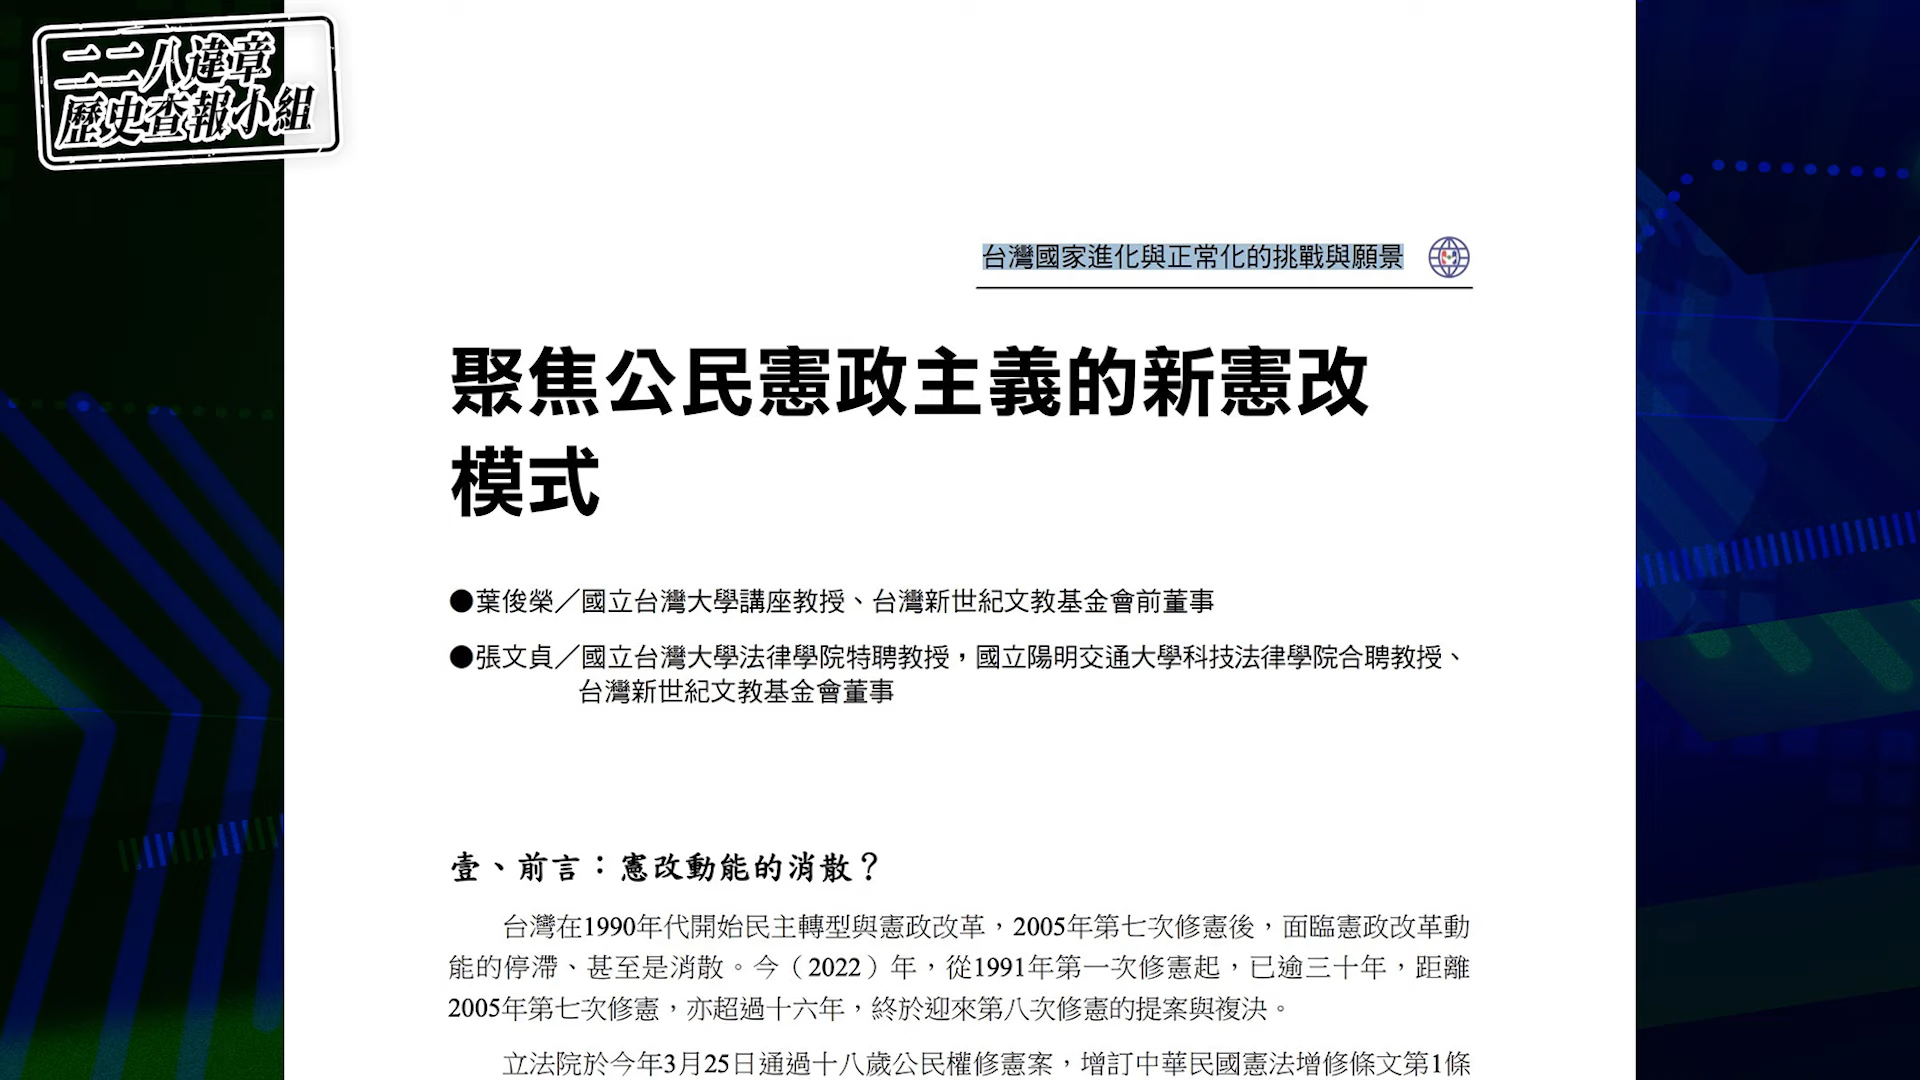 二二八違章
歷史查報小組
台灣國家進化與正常化的挑戰與願景
聚焦公民憲政主義的新憲改
模式
●葉俊榮／國立台灣大學講座教授、台灣新世紀文教基金會前董事
●張文貞／國立台灣大學法律學院特聘教授，國立陽明交通大學科技法律學院合聘教授、
台灣新世紀文教基金會董事
壹、前言：憲改動能的消散？
台灣在1990年代開始民主轉型與憲政改革，2005年第七次修憲後，面臨憲政改革動
能的停滯、甚至是消散。今（2022）年，從1991年第一次修憲起，已逾三十年，距離
2005年第七次修憲，亦超過十六年，終於迎來第八次修憲的提案與複決。
立法院於今年3月25日通過十八歲公民權修憲案，增訂中華民國憲法增修條文第1條